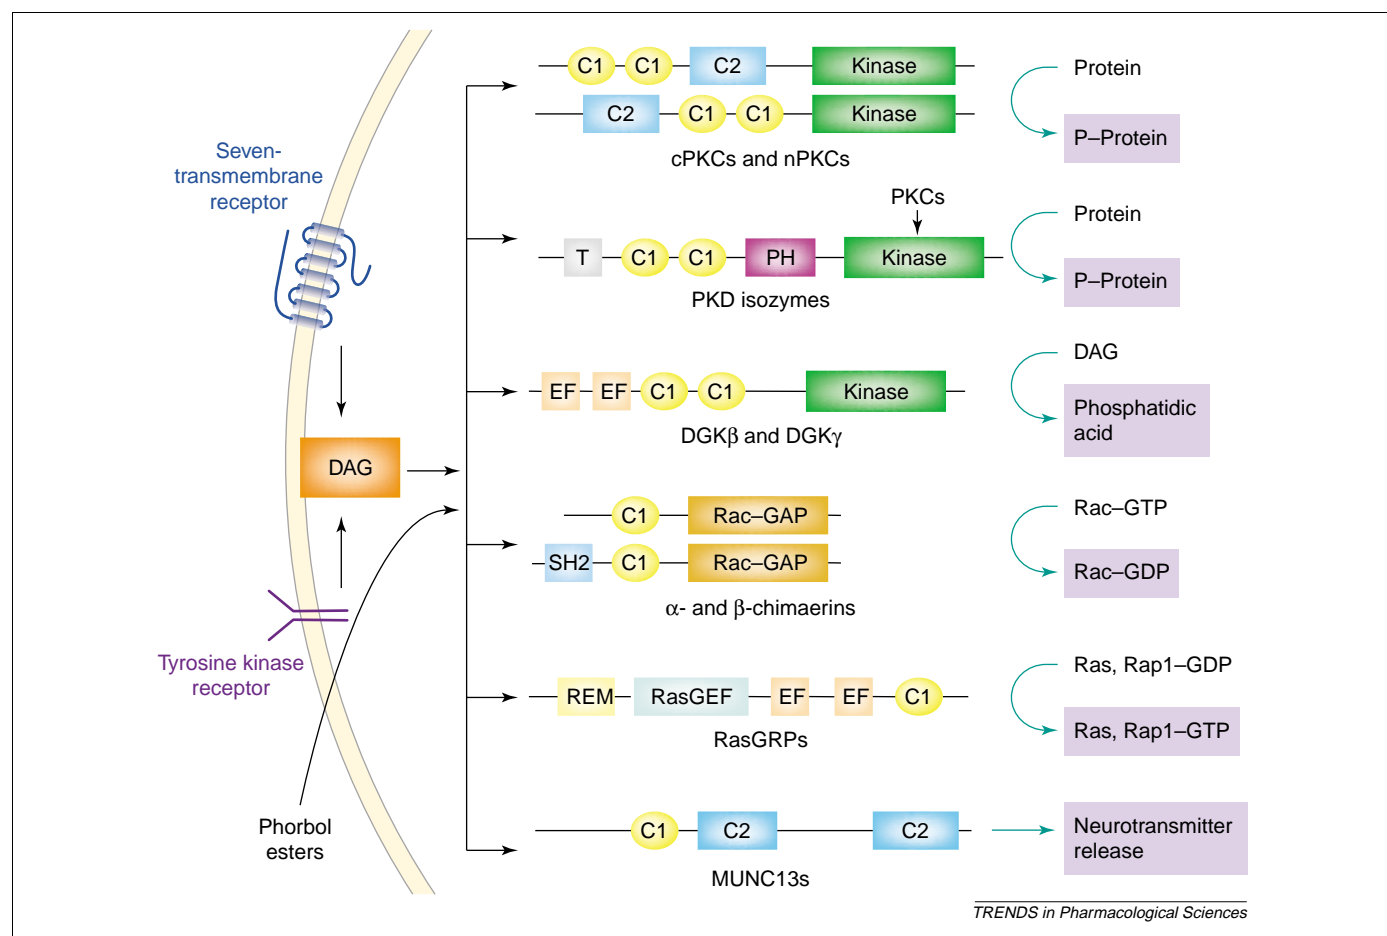 Seven-
transmembrane
receptor
DAG
Tyrosine kinase
receptor
Phorbol
esters
C1 C1 C2 Kinase
C2 C1 C1 Kinase
cPKCs and nPKCs
Protein
P–Protein
PKCs
T C1 C1 PH Kinase
PKD isozymes
Protein
P–Protein
EF EF C1 C1 Kinase
DGKβ and DGKγ
DAG
Phosphatidic
acid
C1 Rac–GAP
SH2 C1 Rac–GAP
α- and β-chimaerins
Rac–GTP
Rac–GDP
REM RasGEF EF EF C1
RasGRPs
Ras, Rap1–GDP
Ras, Rap1–GTP
C1 C2 C2
MUNC13s
Neurotransmitter
release
TRENDS in Pharmacological Sciences